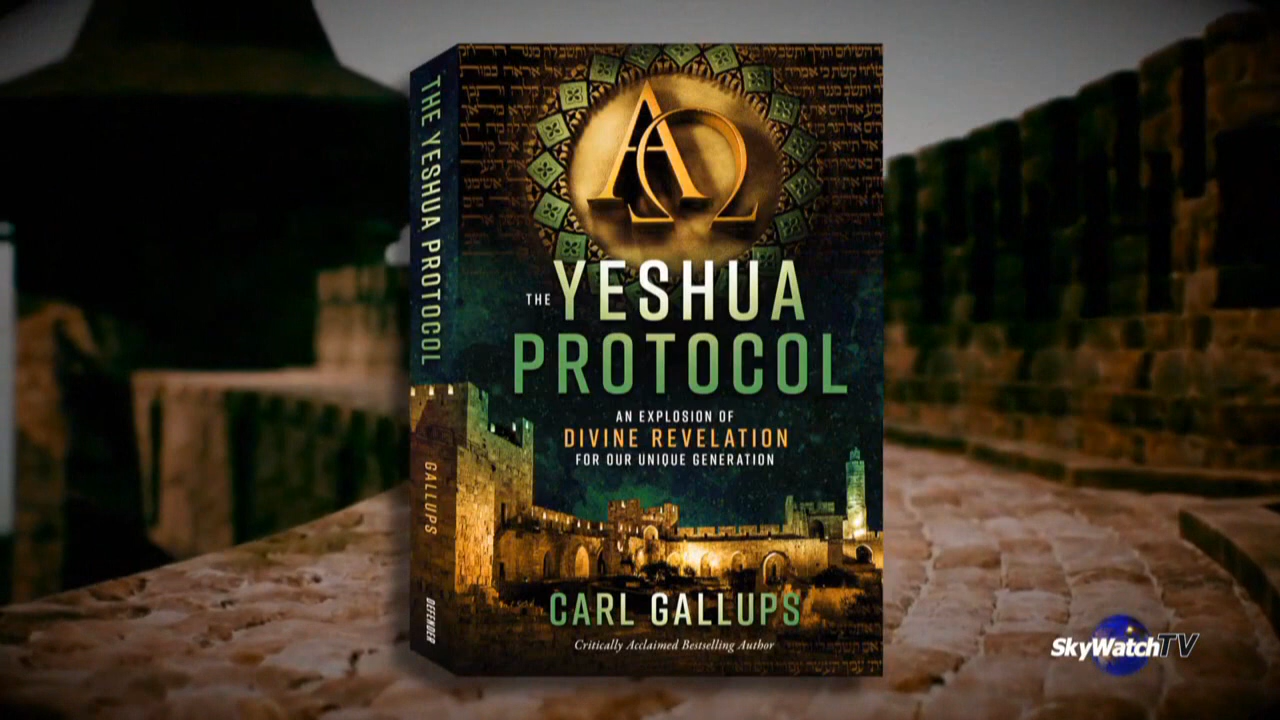 THE YESHUA PROTOCOL
GALLUPS
DEFENDER
ΑΩ
THE YESHUA
PROTOCOL
AN EXPLOSION OF
DIVINE REVELATION
FOR OUR UNIQUE GENERATION
CARL GALLUPS
Critically Acclaimed Bestselling Author
SkyWatchTV